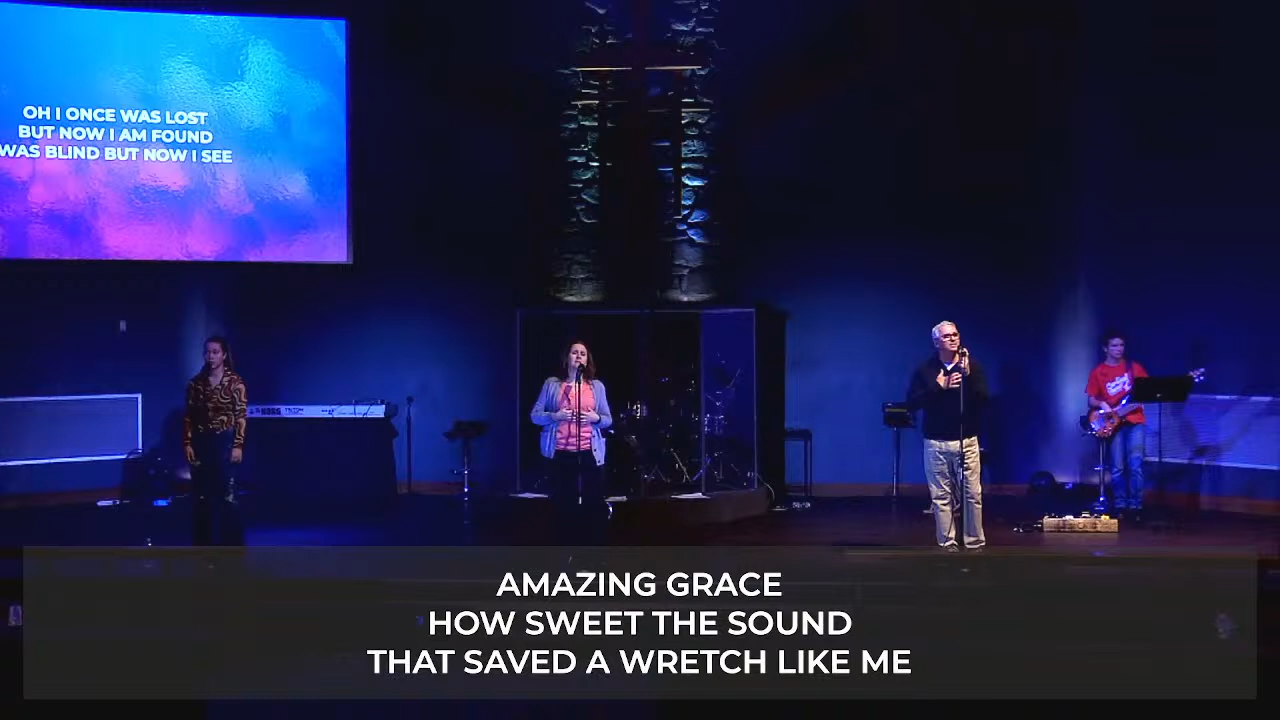 OH I ONCE WAS LOST
BUT NOW I AM FOUND
WAS BLIND BUT NOW I SEE
KORG
AMAZING GRACE
HOW SWEET THE SOUND
THAT SAVED A WRETCH LIKE ME